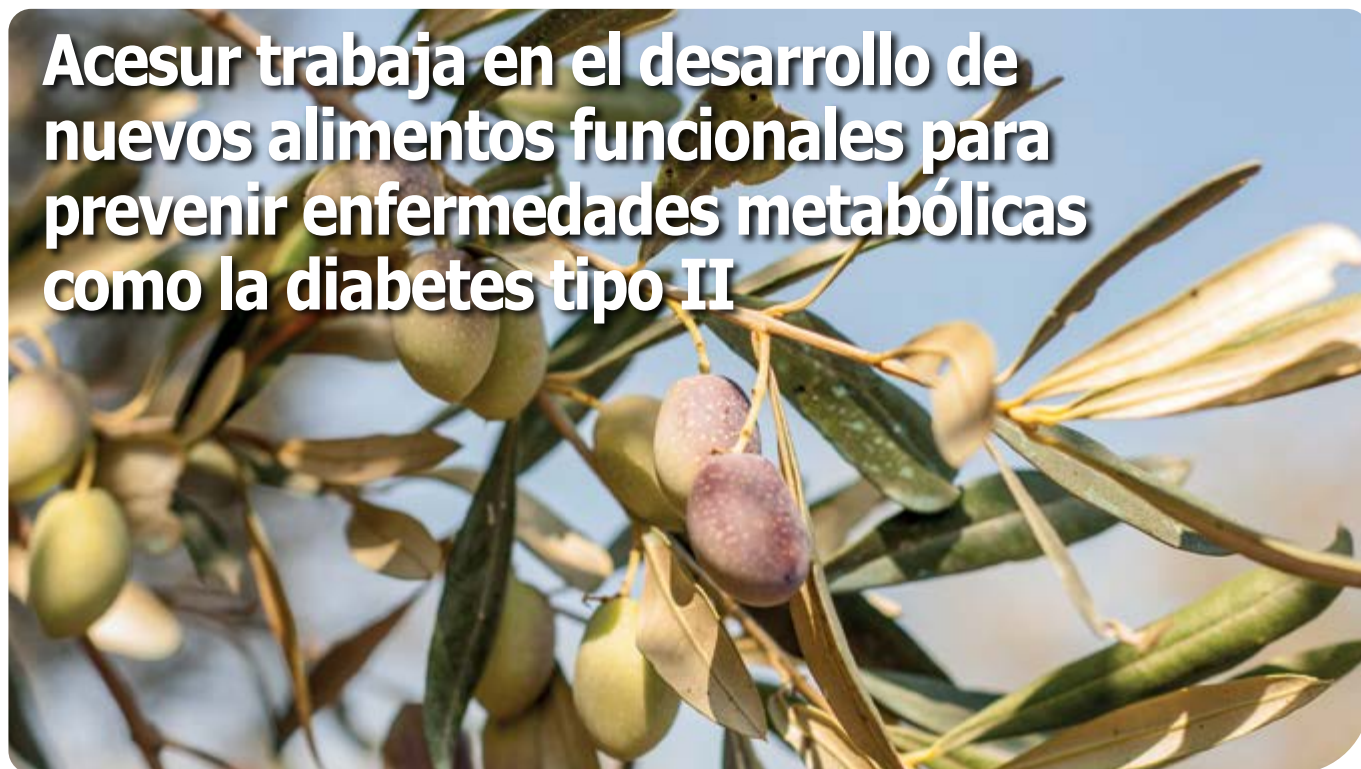 Acesur trabaja en el desarrollo de
nuevos alimentos funcionales para
prevenir enfermedades metabólicas
como la diabetes tipo II